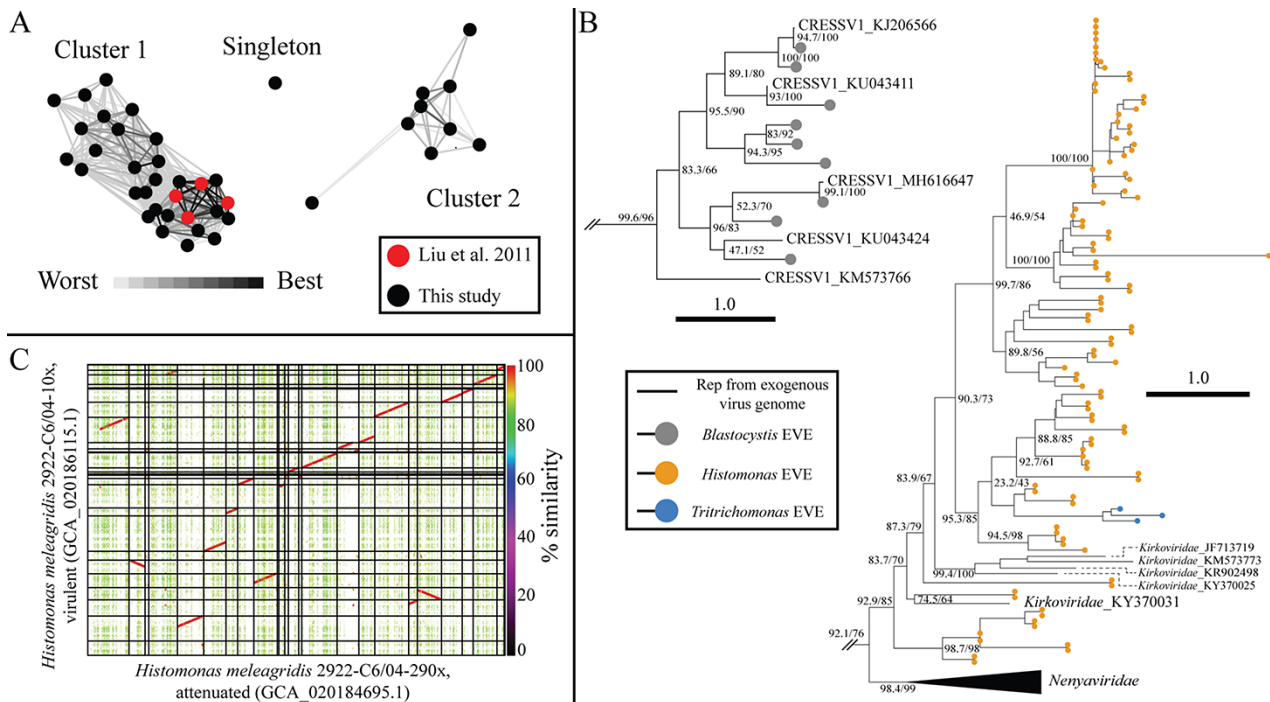 A
Cluster 1
Singleton
Cluster 2
Worst
Best
Liu et al. 2011
This study
B
CRESSV1_KJ206566
94.7/100
100/100
89.1/80
CRESSV1_KU043411
93/100
95.5/90
83/92
94.3/95
83.3/66
CRESSV1_MH616647
99.1/100
52.3/70
96/83
99.6/96
CRESSV1_KU043424
47.1/52
CRESSV1_KM573766
1.0
Rep from exogenous
virus genome
Blastocystis EVE
Histomonas EVE
Tritrichomonas EVE
100/100
46.9/54
100/100
99.7/86
89.8/56
1.0
90.3/73
88.8/85
92.7/61
83.9/67
23.2/43
95.3/85
87.3/79
94.5/98
Kirkoviridae_JF713719
Kirkoviridae_KM573773
83.7/70
99.4/100
Kirkoviridae_KR902498
Kirkoviridae_KY370025
74.5/64
Kirkoviridae_KY370031
92.9/85
92.1/76
98.7/98
98.4/99
Nenyaviridae
C
Histomonas meleagridis 2922-C6/04-10x,
virulent (GCA_020186115.1)
100
80
60
40
20
0
% similarity
Histomonas meleagridis 2922-C6/04-290x,
attenuated (GCA_020184695.1)